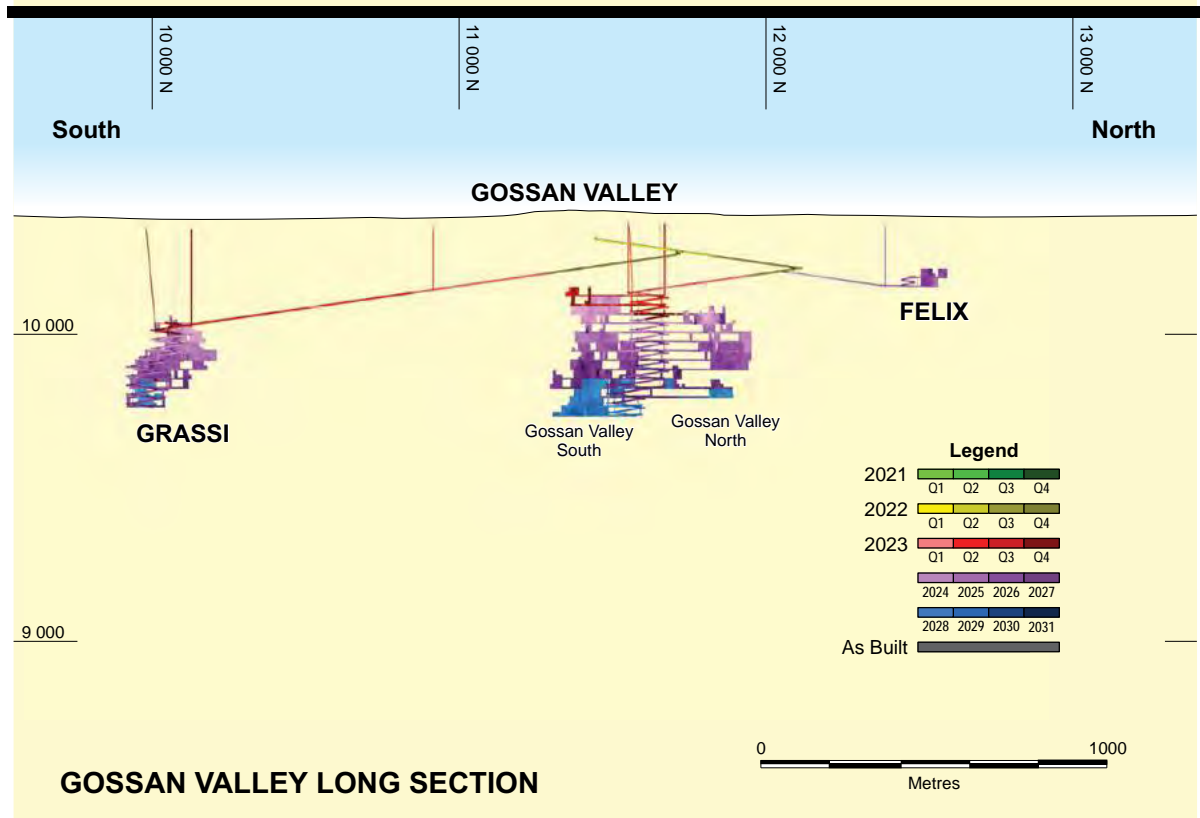 10 000 N
11 000 N
12 000 N
13 000 N
South
North
GOSSAN VALLEY
10 000
FELIX
GRASSI
Gossan Valley
South
Gossan Valley
North
Legend
2021
Q1 Q2 Q3 Q4
2022
Q1 Q2 Q3 Q4
2023
Q1 Q2 Q3 Q4
2024 2025 2026 2027
2028 2029 2030 2031
As Built
9 000
0 1000
Metres
GOSSAN VALLEY LONG SECTION